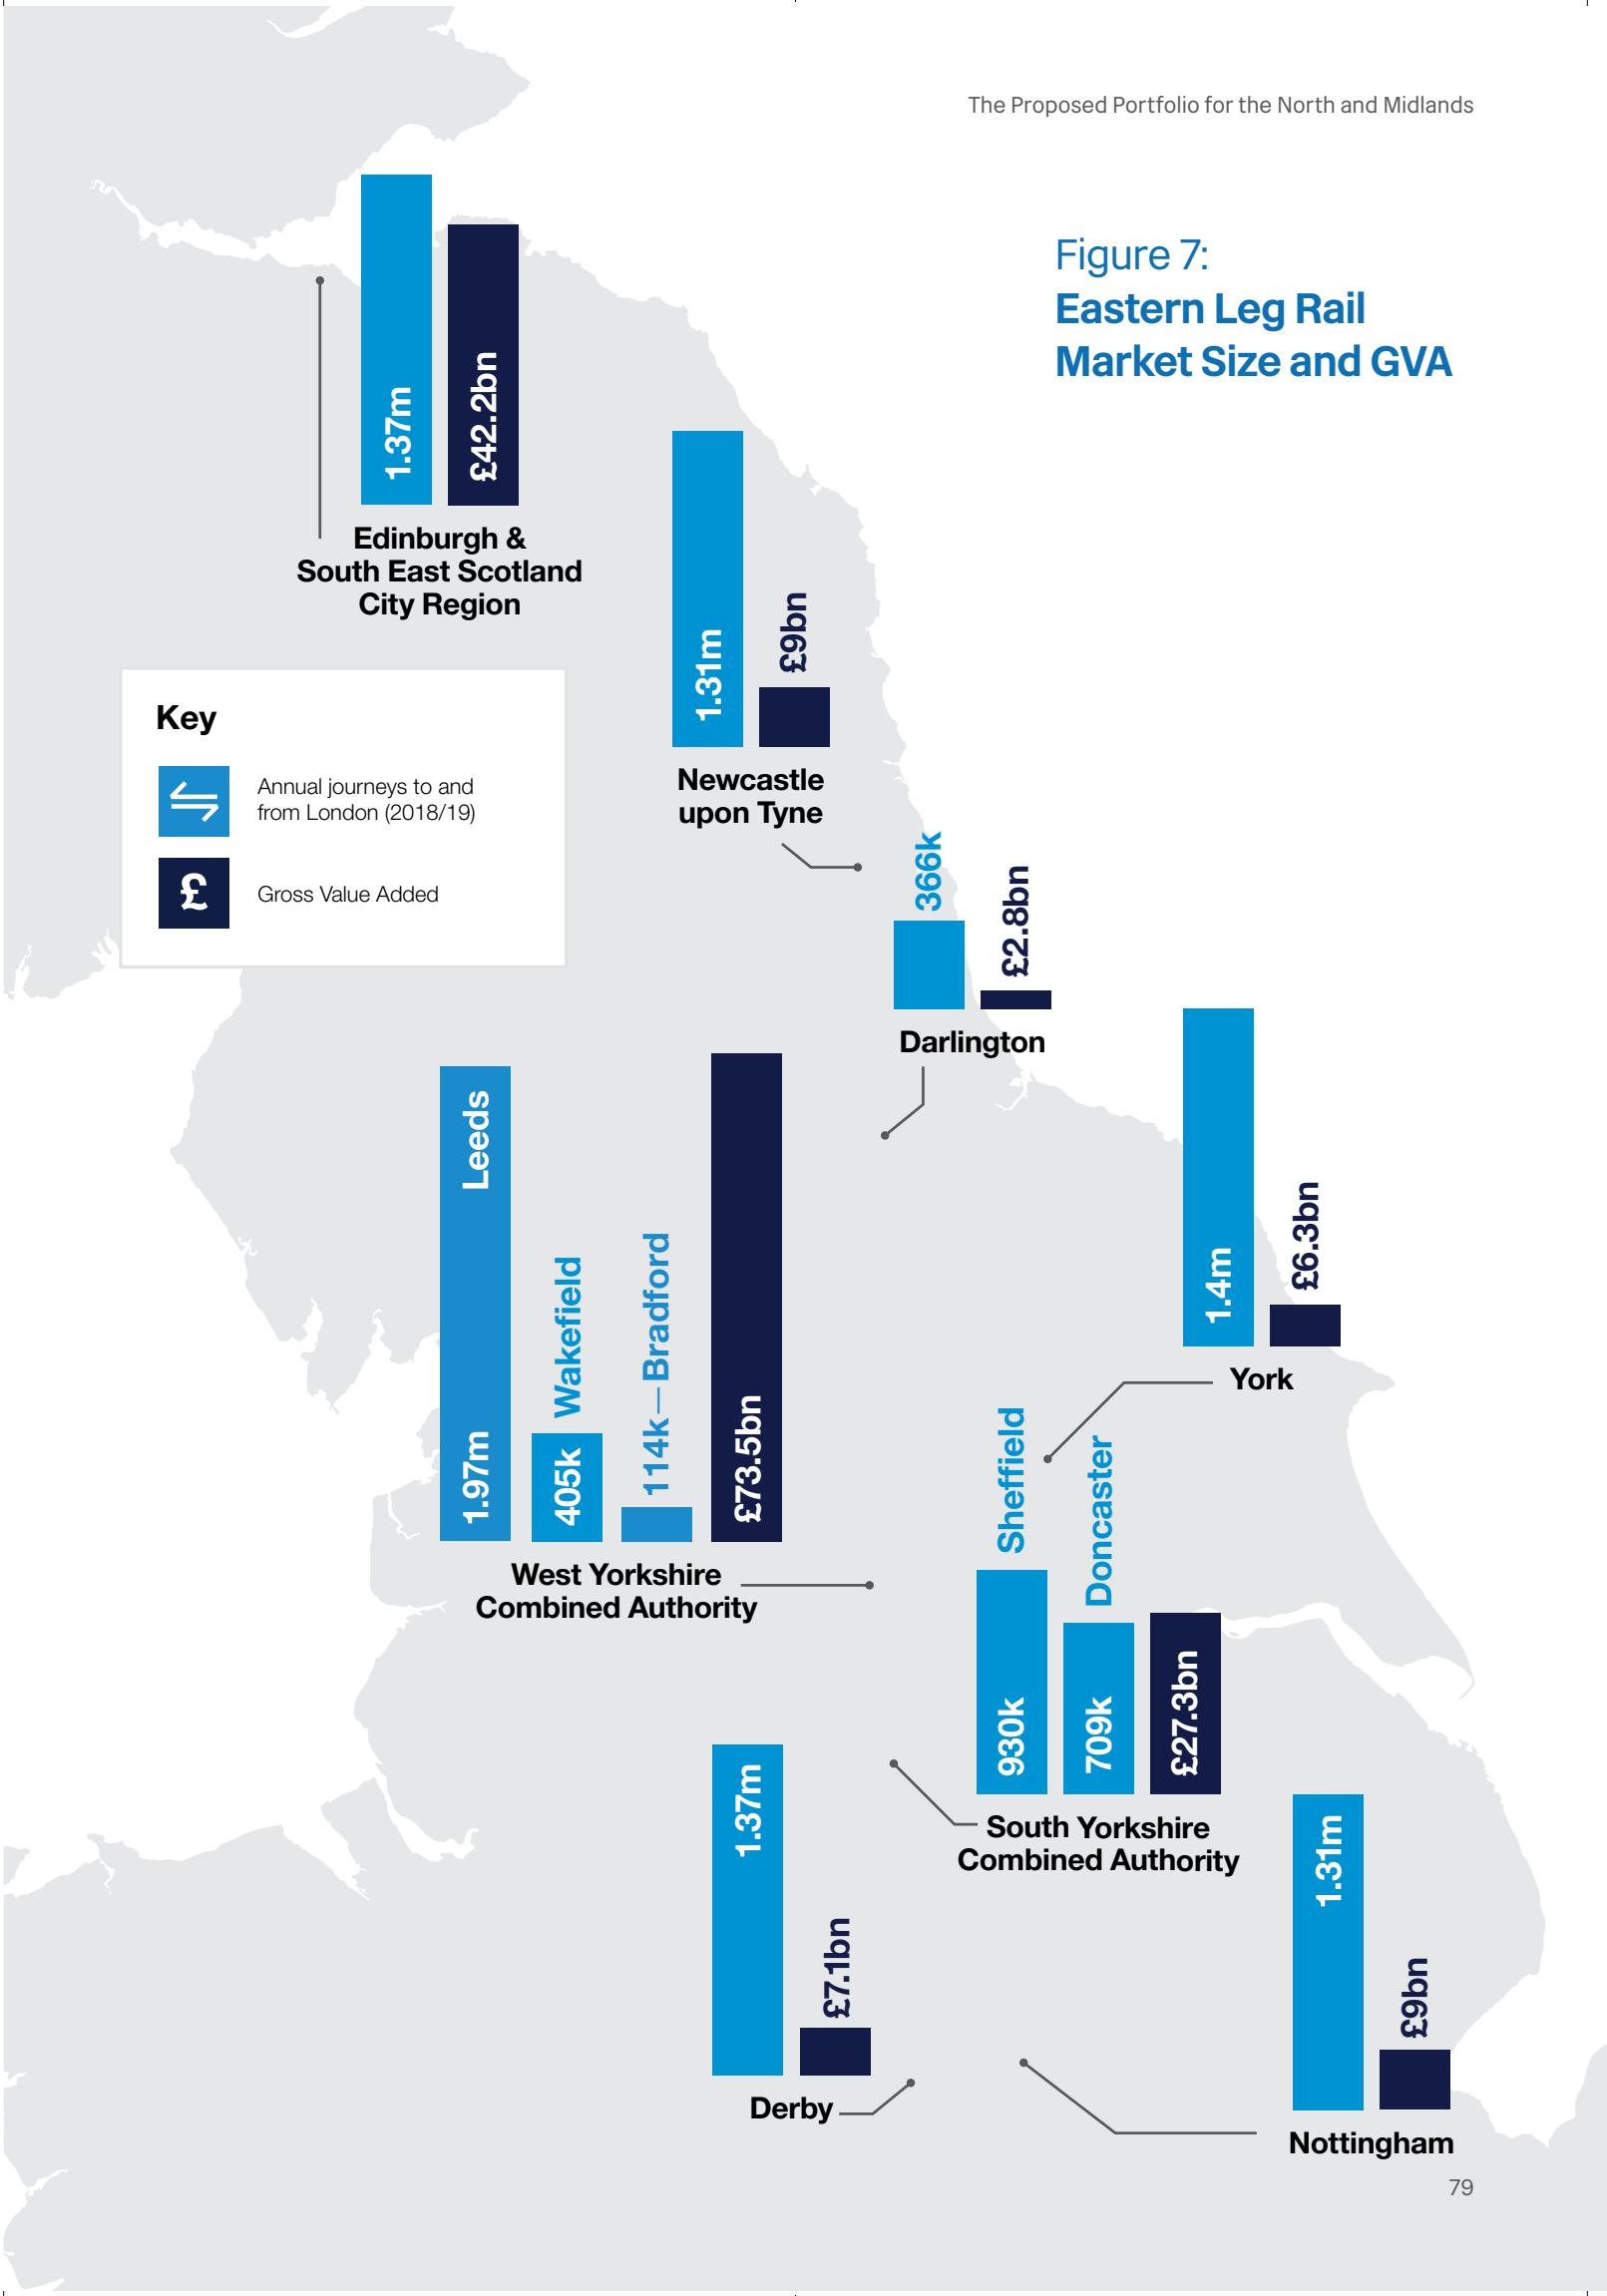 The Proposed Portfolio for the North and Midlands
Figure 7:
Eastern Leg Rail
Market Size and GVA
1.37m
£42.2bn
Edinburgh &
South East Scotland
City Region
1.31m
£9bn
Newcastle
upon Tyne
Key
Annual journeys to and
from London (2018/19)
£
Gross Value Added
366k
£2.8bn
Darlington
Leeds
1.97m
Wakefield
405k
Bradford
114k
£73.5bn
West Yorkshire
Combined Authority
1.4m
£6.3bn
York
Sheffield
930k
Doncaster
709k
£27.3bn
South Yorkshire
Combined Authority
1.37m
£7.1bn
Derby
1.31m
£9bn
Nottingham
79